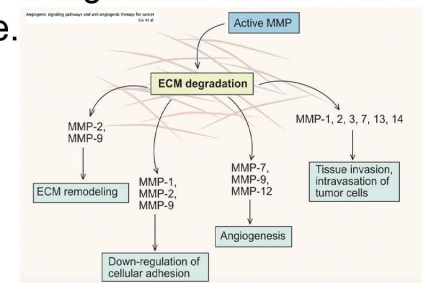 Angiogenic signaling pathways and anti-angiogenic therapy for cancer
Liu et al.
e.
Active MMP
ECM degradation
MMP-2,
MMP-9
MMP-1,
MMP-2,
MMP-9
MMP-7,
MMP-9,
MMP-12
MMP-1, 2, 3, 7, 13, 14
ECM remodeling
Down-regulation of
cellular adhesion
Angiogenesis
Tissue invasion,
intravasation of
tumor cells